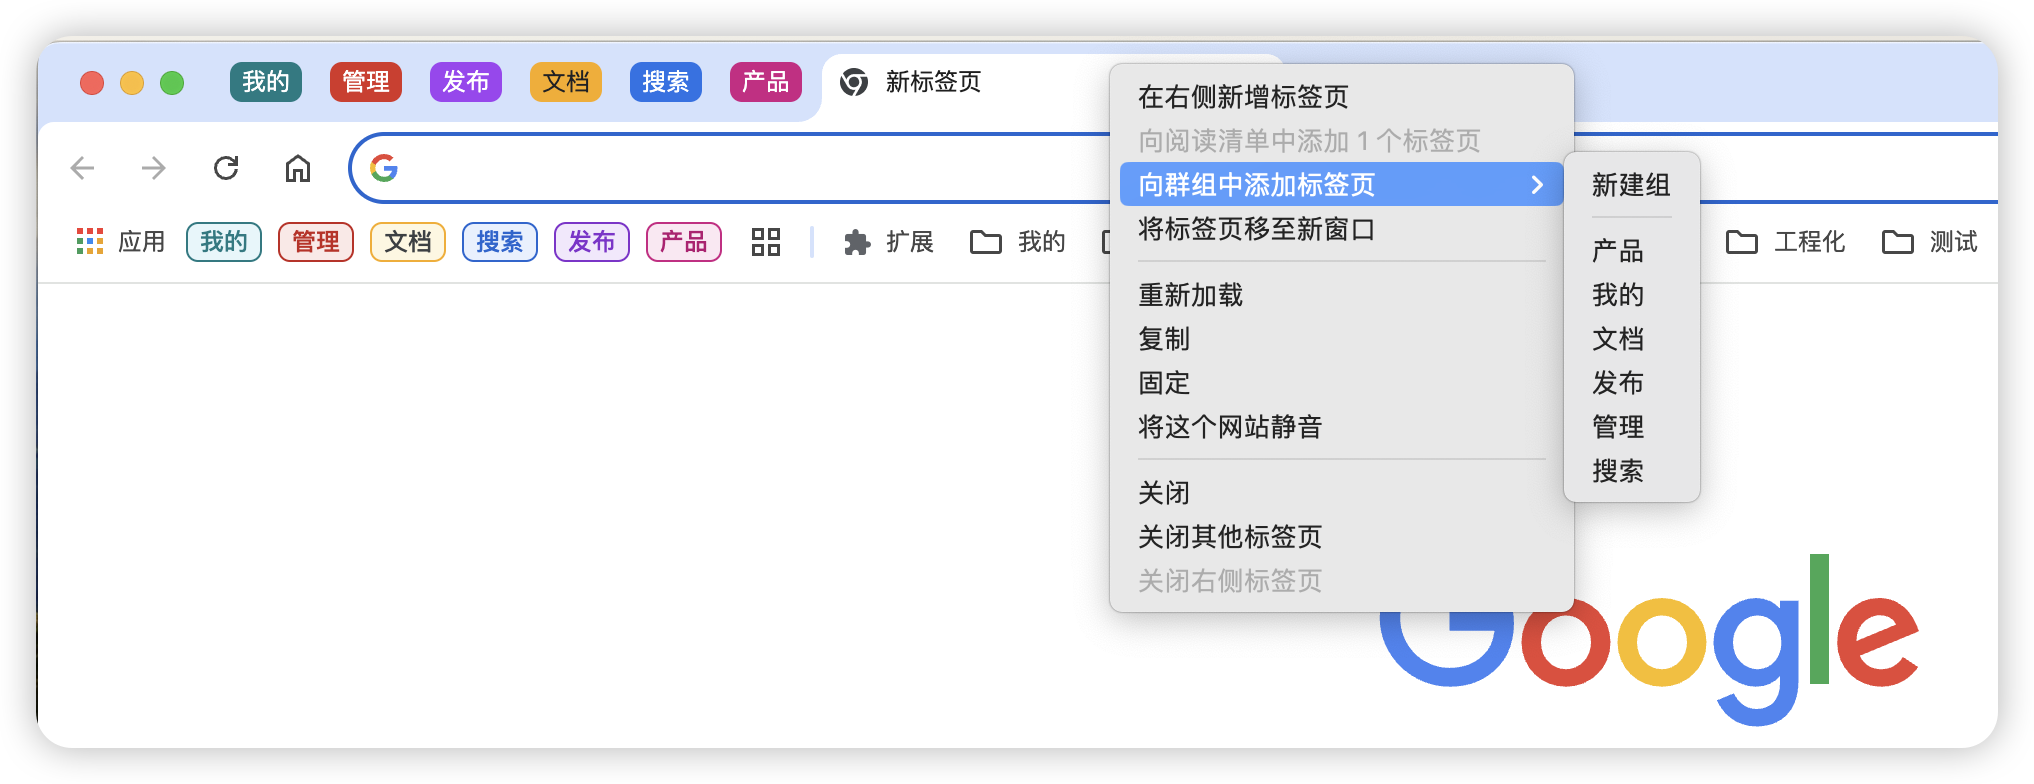 我的 管理 发布 文档 搜索 产品 新标签页
应用 我的 管理 文档 搜索 发布 产品 扩展 我的 工程化 测试
在右侧新增标签页
向阅读清单中添加 1 个标签页
向群组中添加标签页
将标签页移至新窗口
重新加载
复制
固定
将这个网站静音
关闭
关闭其他标签页
关闭右侧标签页
新建组
产品
我的
文档
发布
管理
搜索
Google